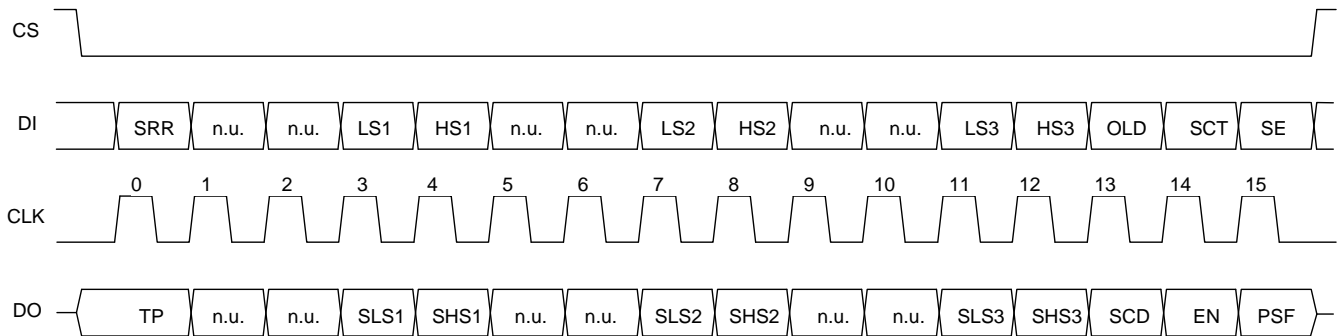 CS
DI SRR n.u. n.u. LS1 HS1 n.u. n.u. LS2 HS2 n.u. n.u. LS3 HS3 OLD SCT SE
0 1 2 3 4 5 6 7 8 9 10 11 12 13 14 15
CLK
DO TP n.u. n.u. SLS1 SHS1 n.u. n.u. SLS2 SHS2 n.u. n.u. SLS3 SHS3 SCD EN PSF